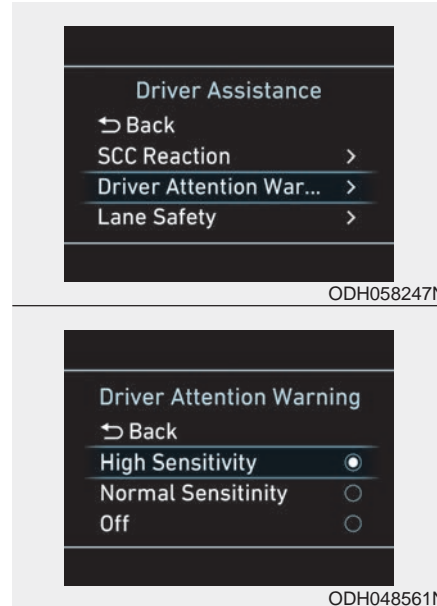 Driver Assistance
Back
SCC Reaction >
Driver Attention War... >
Lane Safety >
ODH058247N
Driver Attention Warning
Back
High Sensitivity
Normal Sensitinity
Off
ODH048561N